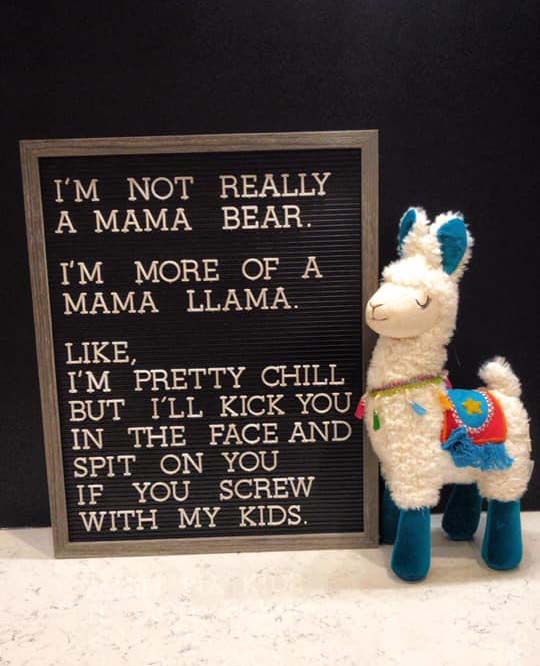 I'M NOT REALLY
A MAMA BEAR.
I'M MORE OF A
MAMA LLAMA.
LIKE,
I'M PRETTY CHILL
BUT I'LL KICK YOU
IN THE FACE AND
SPIT ON YOU
IF YOU SCREW
WITH MY KIDS.